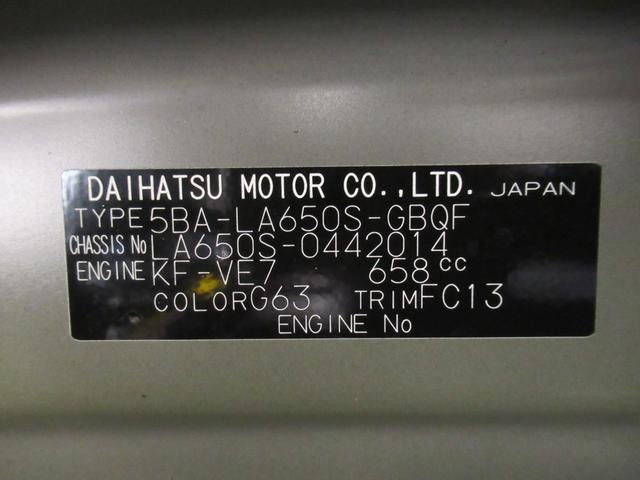 DAIHATSU MOTOR CO.,LTD. JAPAN
TYPE 5BA-LA650S-GBQF
CHASSIS No LA650S-0442014
ENGINE KF-VE7 658cc
COLOR G63 TRIM FC13
ENGINE No